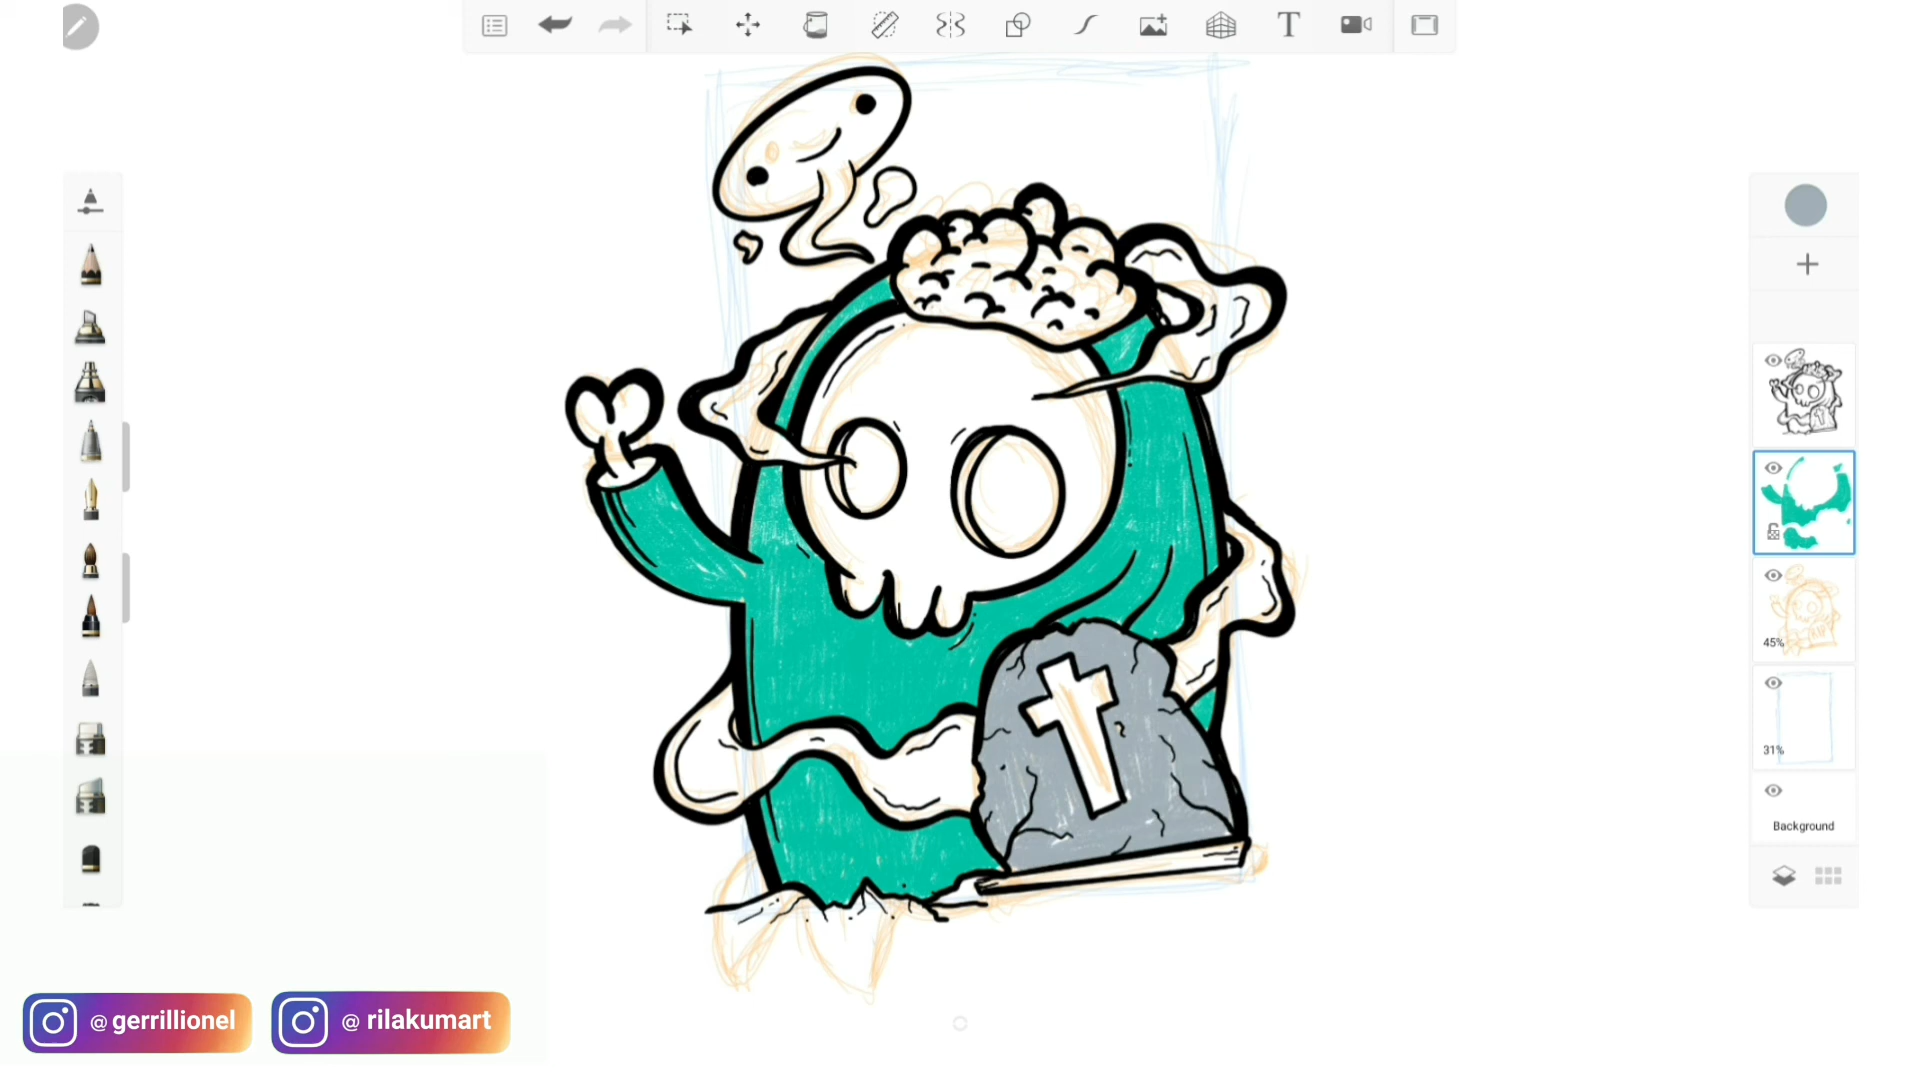 T
45%
31%
Background
@ gerrillionel
@ rilakumart